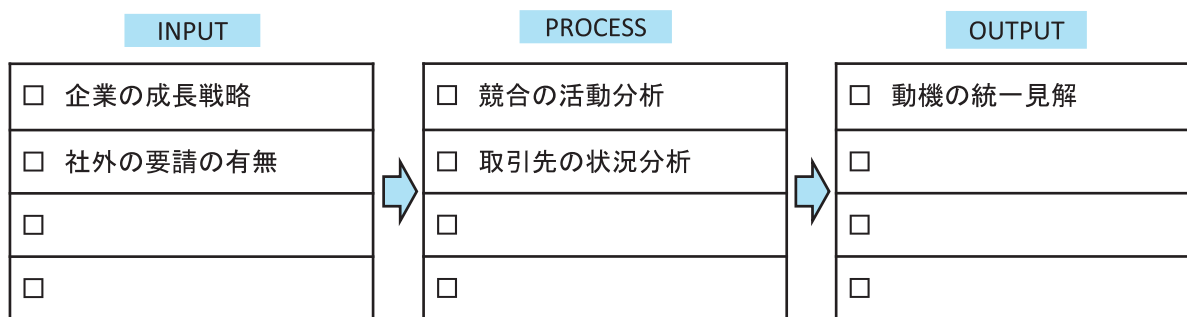 INPUT
PROCESS
OUTPUT
□ 企業の成長戦略
□ 競合の活動分析
□ 動機の統一見解
□ 社外の要請の有無
□ 取引先の状況分析
□
□
□
□
□
□
□